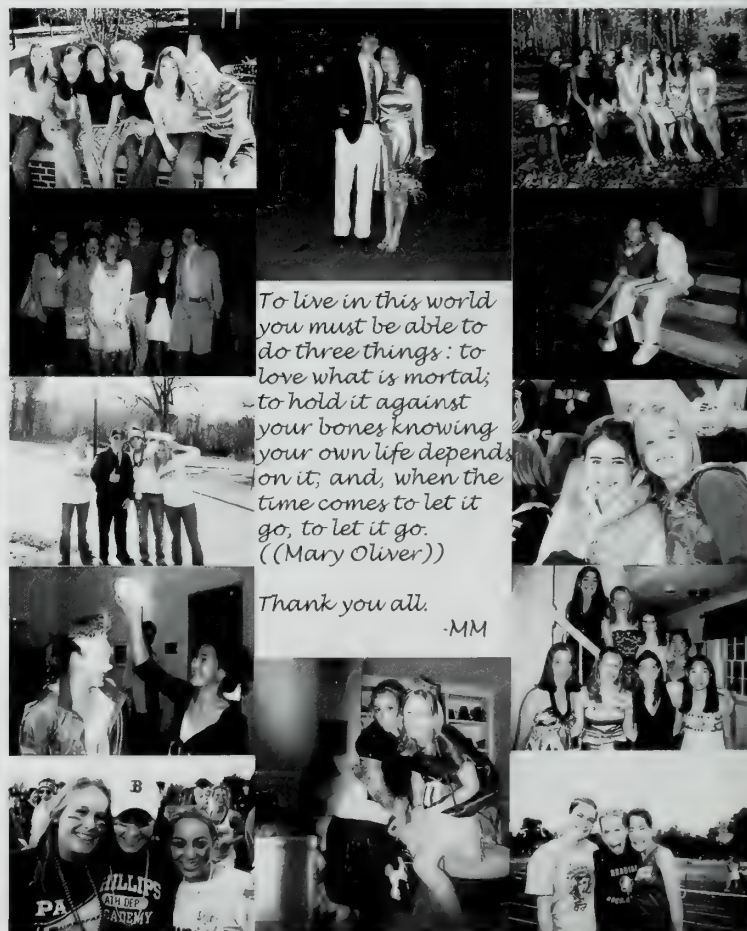 To live in this world
you must be able to
do three things : to
love what is mortal;
to hold it against
your bones knowing
your own life depends
on it; and, when the
time comes to let it
go, to let it go.
((Mary Oliver))
Thank you all.
-MM
B
PA
PHILLIPS
ATH DEP
ACADEMY